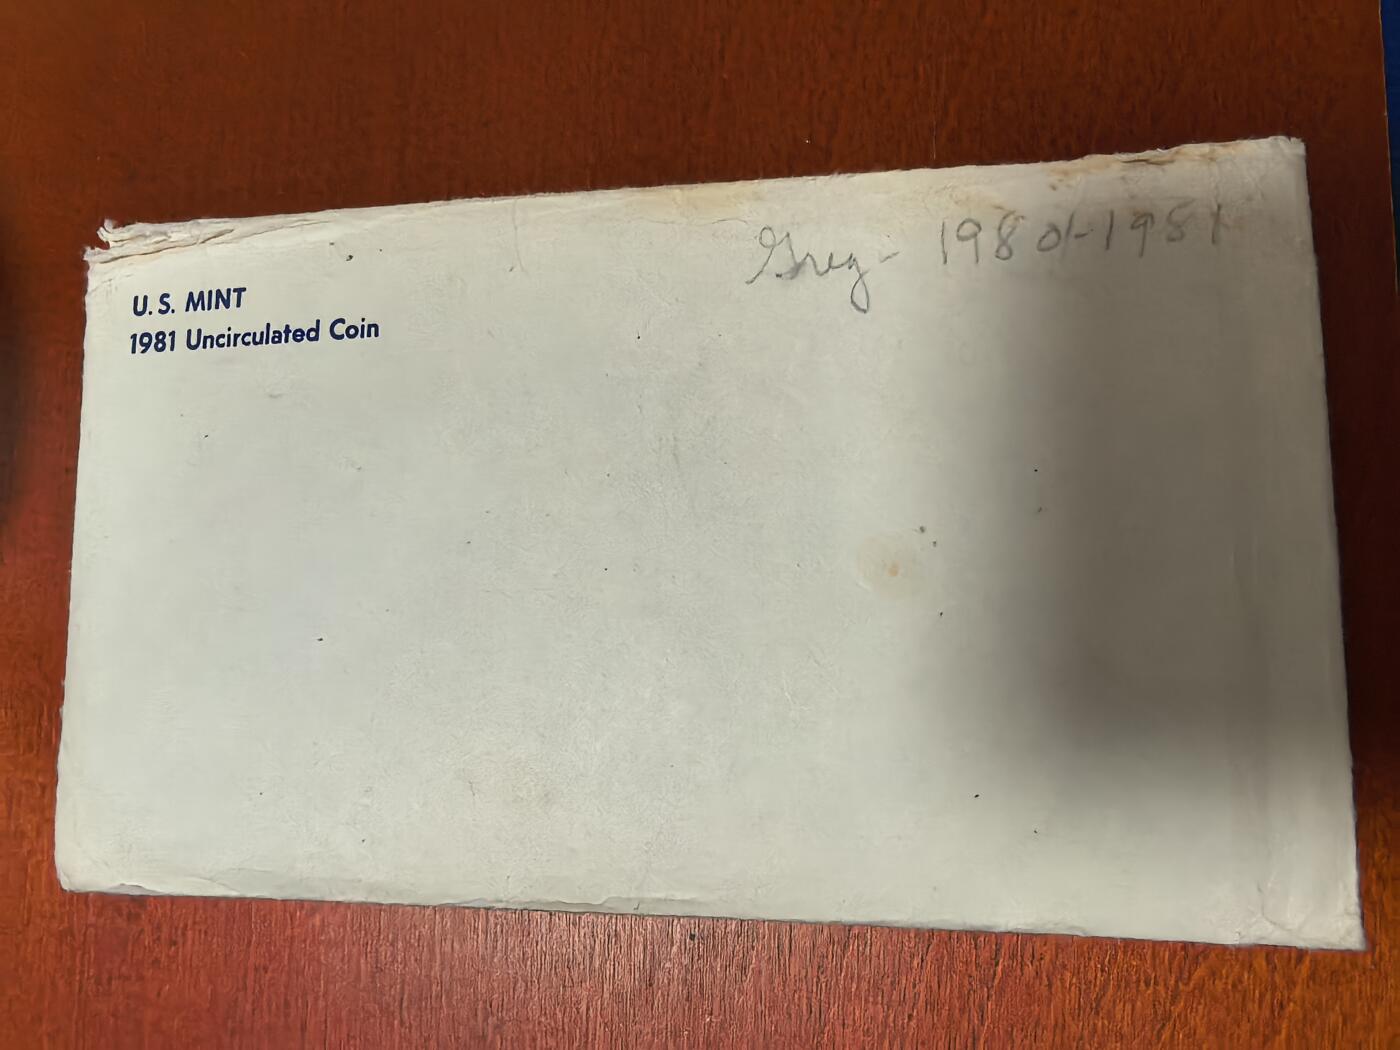 U.S. MINT
1981 Uncirculated Coin
Greg - 1980-1981